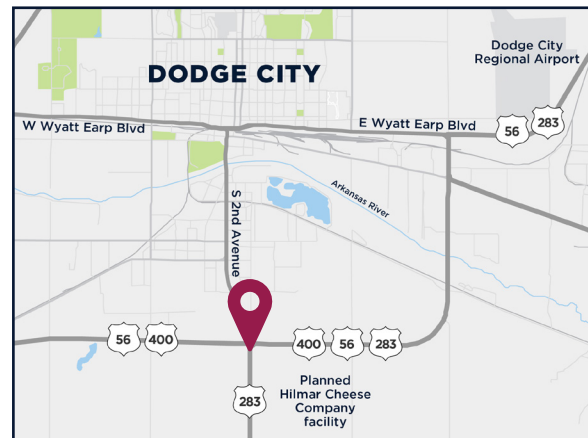 Dodge City
Regional Airport
DODGE CITY
W Wyatt Earp Blvd
E Wyatt Earp Blvd
56
283
Arkansas River
S 2nd Avenue
56
400
400
56
283
283
Planned
Hilmar Cheese
Company
facility